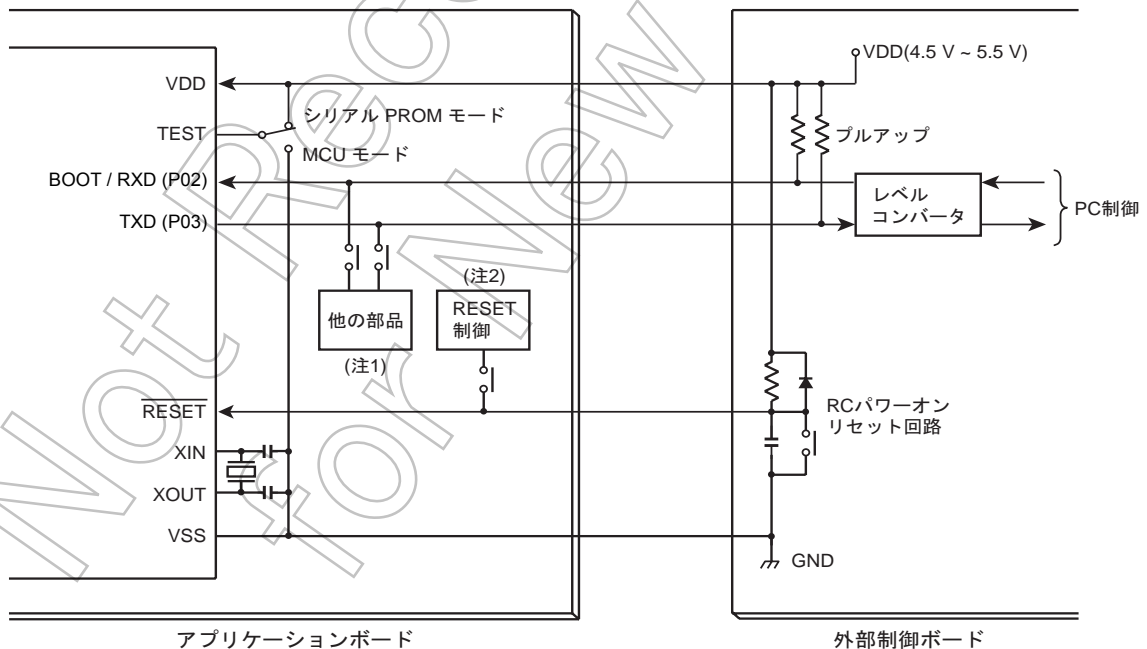 VDD(4.5 V ~ 5.5 V)
VDD
シリアル PROM モード
TEST
プルアップ
MCU モード
BOOT / RXD (P02)
レベル
コンバータ
PC制御
TXD (P03)
(注2)
RESET
制御
他の部品
(注1)
RESET
RCパワーオン
リセット回路
XIN
XOUT
VSS
GND
アプリケーションボード
外部制御ボード
Not Rec
for New